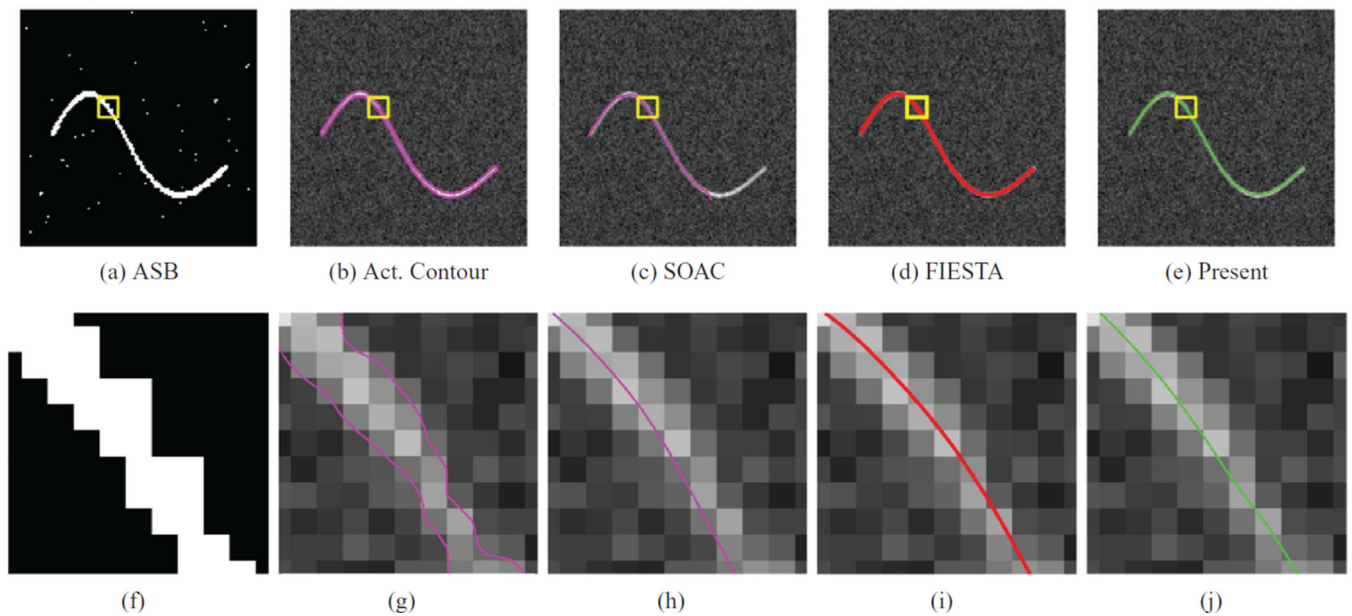 (a) ASB (b) Act. Contour (c) SOAC (d) FIESTA (e) Present
(f) (g) (h) (i) (j)